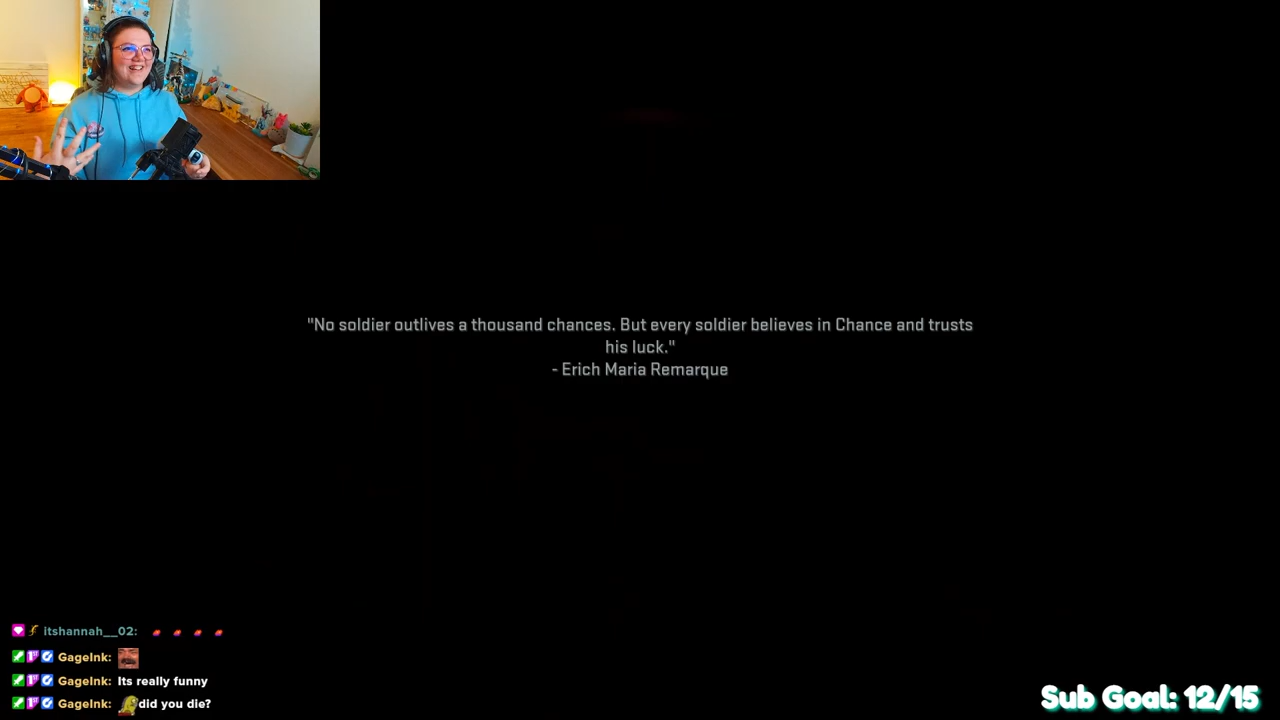 "No soldier outlives a thousand chances. But every soldier believes in Chance and trusts
his luck."
- Erich Maria Remarque
itshannah__02:
GageInk:
GageInk: Its really funny
GageInk: did you die?
Sub Goal: 12/15